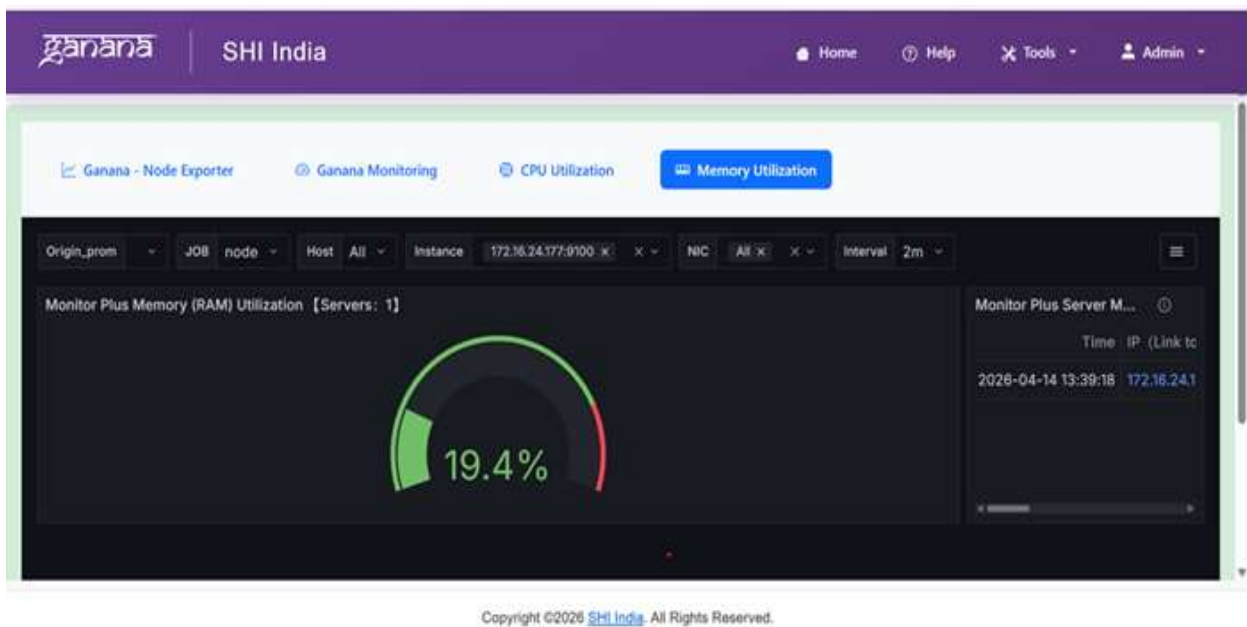 ganana
SHI India
Home
Help
Tools
Admin
Ganana - Node Exporter
Ganana Monitoring
CPU Utilization
Memory Utilization
Origin_prom
JOB node
Host All
Instance 172.16.24.177:9100 ×
NIC All ×
Interval 2m
Monitor Plus Memory (RAM) Utilization 【Servers: 1】
19.4%
Monitor Plus Server M...
Time IP (Link tc
2026-04-14 13:39:18 172.16.24.1
Copyright ©2026 SHI India. All Rights Reserved.